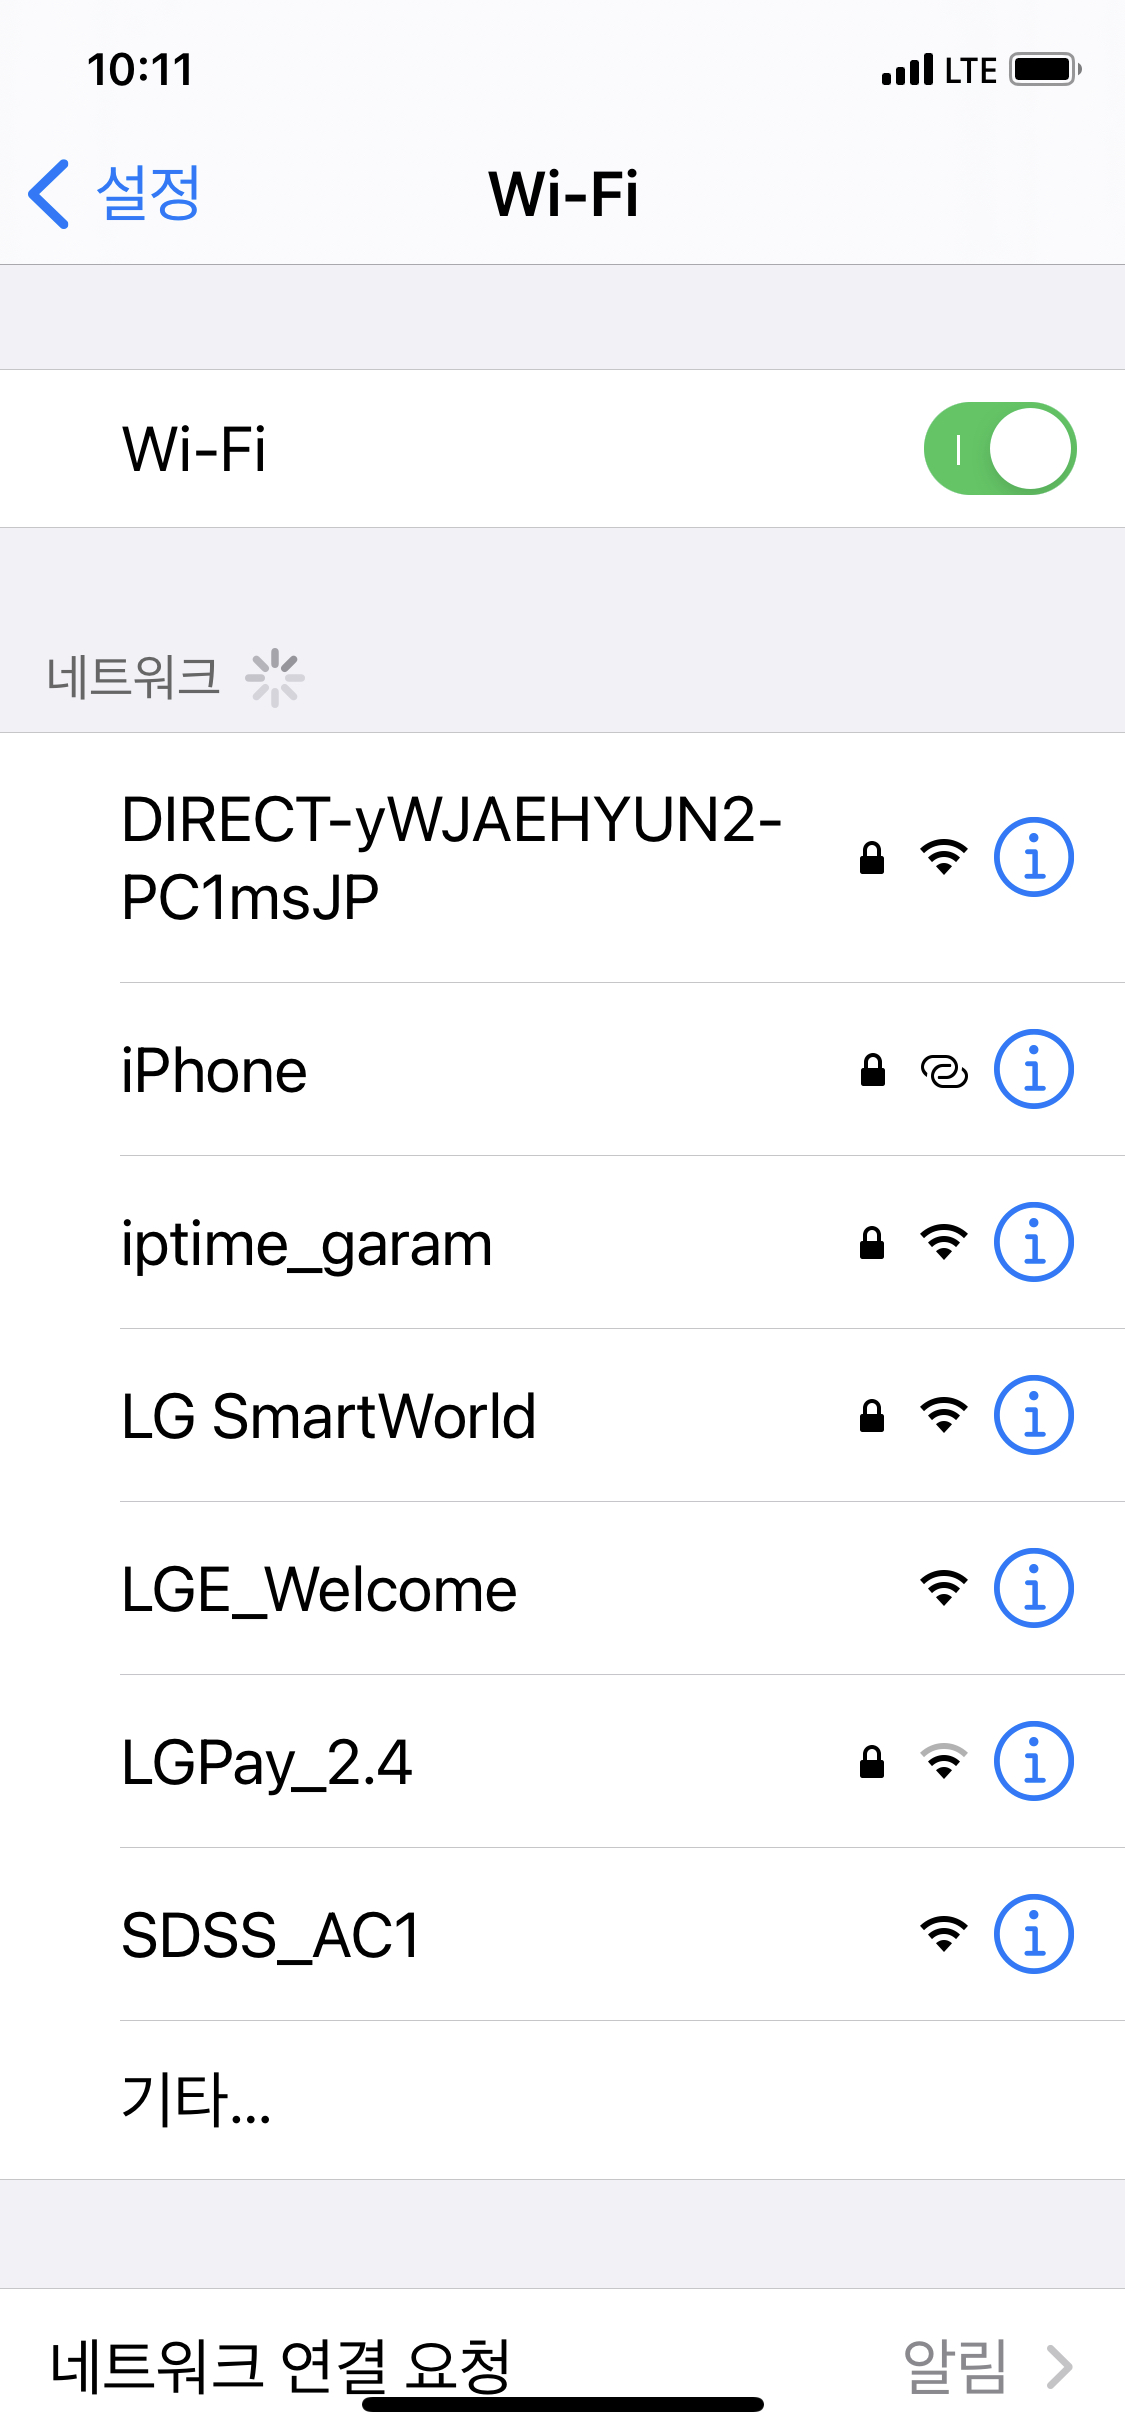 10:11
LTE
설정
Wi-Fi
Wi-Fi
네트워크
DIRECT-yWJAEHYUN2-
PC1msJP
iPhone
iptime_garam
LG SmartWorld
LGE_Welcome
LGPay_2.4
SDSS_AC1
기타...
네트워크 연결 요청 알림